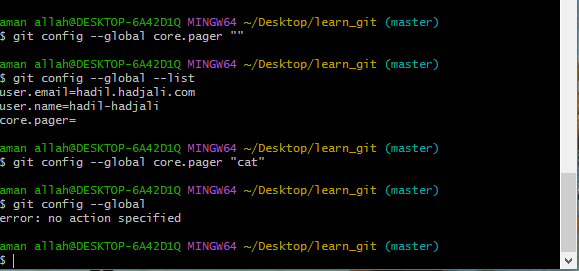 aman allah@DESKTOP-6A42D1Q MINGW64 ~/Desktop/learn_git (master)
$ git config --global core.pager ""
aman allah@DESKTOP-6A42D1Q MINGW64 ~/Desktop/learn_git (master)
$ git config --global --list
user.email=hadil.hadjali.com
user.name=hadil-hadjali
core.pager=
aman allah@DESKTOP-6A42D1Q MINGW64 ~/Desktop/learn_git (master)
$ git config --global core.pager "cat"
aman allah@DESKTOP-6A42D1Q MINGW64 ~/Desktop/learn_git (master)
$ git config --global
error: no action specified
aman allah@DESKTOP-6A42D1Q MINGW64 ~/Desktop/learn_git (master)
$